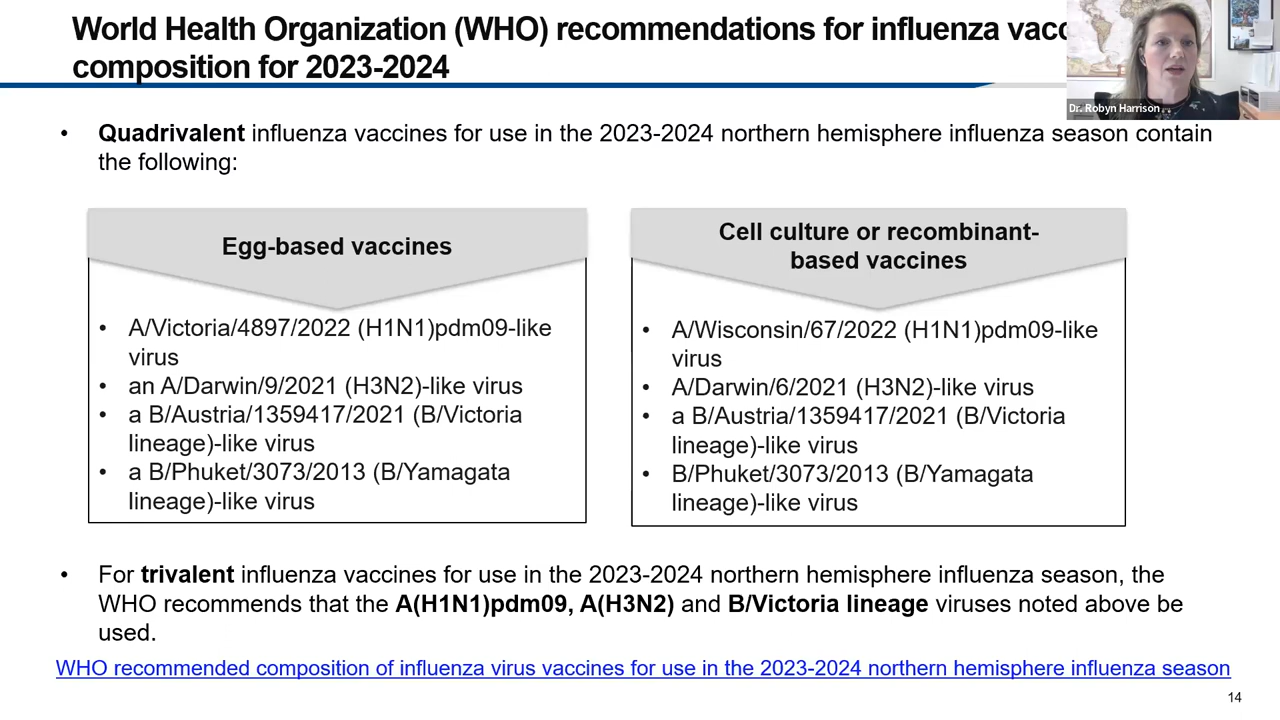 World Health Organization (WHO) recommendations for influenza
composition for 2023-2024
Dr. Robyn Harrison
• Quadrivalent influenza vaccines for use in the 2023-2024 northern hemisphere influenza season contain
the following:
Egg-based vaccines
• A/Victoria/4897/2022 (H1N1)pdm09-like
virus
• an A/Darwin/9/2021 (H3N2)-like virus
• a B/Austria/1359417/2021 (B/Victoria
lineage)-like virus
• a B/Phuket/3073/2013 (B/Yamagata
lineage)-like virus
Cell culture or recombinant-
based vaccines
• A/Wisconsin/67/2022 (H1N1)pdm09-like
virus
• A/Darwin/6/2021 (H3N2)-like virus
• a B/Austria/1359417/2021 (B/Victoria
lineage)-like virus
• B/Phuket/3073/2013 (B/Yamagata
lineage)-like virus
• For trivalent influenza vaccines for use in the 2023-2024 northern hemisphere influenza season, the
WHO recommends that the A(H1N1)pdm09, A(H3N2) and B/Victoria lineage viruses noted above be
used.
WHO recommended composition of influenza virus vaccines for use in the 2023-2024 northern hemisphere influenza season
14